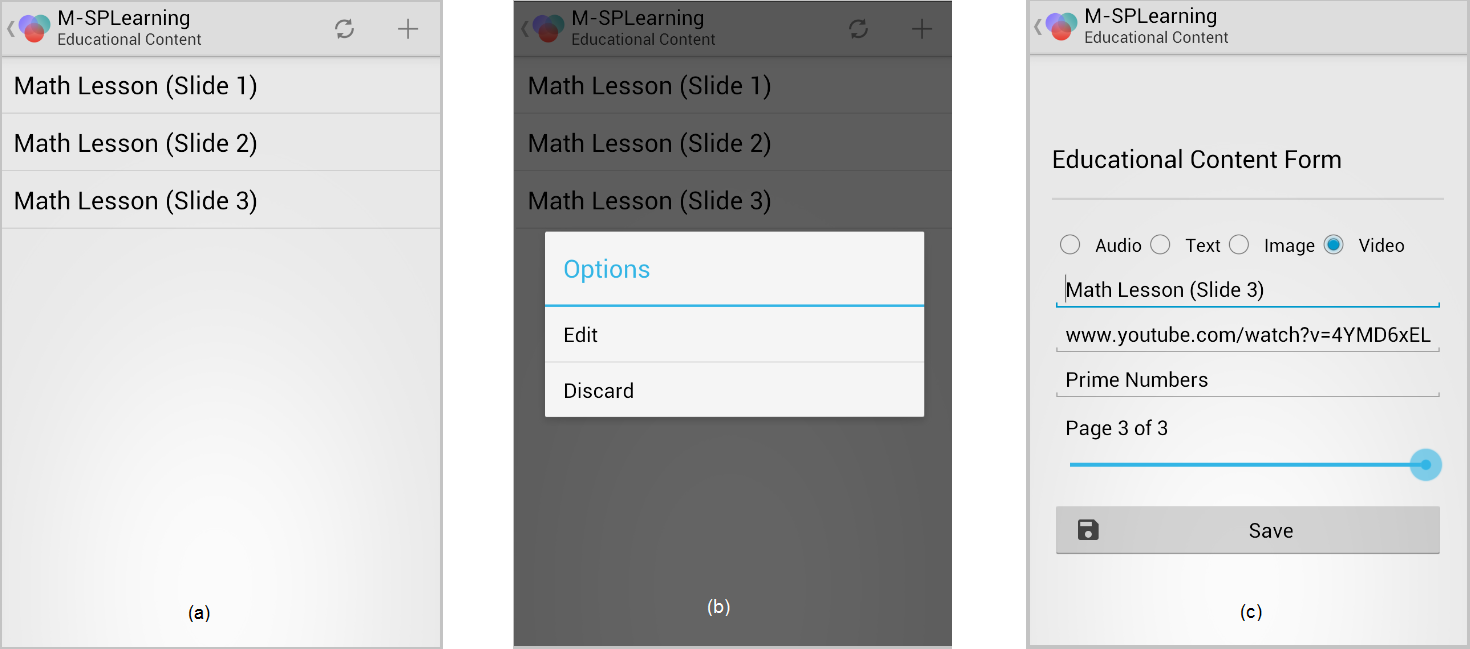 M-SPLearning
Educational Content
Math Lesson (Slide 1)
Math Lesson (Slide 2)
Math Lesson (Slide 3)
(a)
M-SPLearning
Educational Content
Math Lesson (Slide 1)
Math Lesson (Slide 2)
Math Lesson (Slide 3)
Options
Edit
Discard
(b)
M-SPLearning
Educational Content
Educational Content Form
Audio Text Image Video
Math Lesson (Slide 3)
www.youtube.com/watch?v=4YMD6xEL
Prime Numbers
Page 3 of 3
Save
(c)